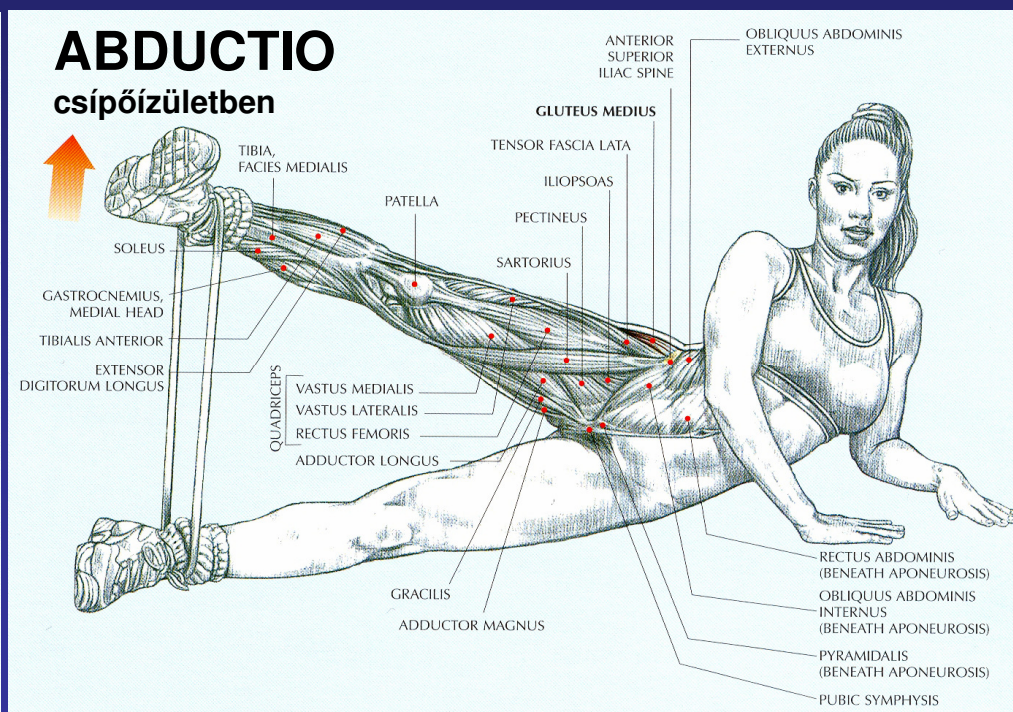 ABDUCTIO
csípőízületben
OBLIQUUS ABDOMINIS
EXTERNUS
ANTERIOR
SUPERIOR
ILIAC SPINE
GLUTEUS MEDIUS
TENSOR FASCIA LATA
ILIOPSOAS
PECTINEUS
SARTORIUS
TIBIA,
FACIES MEDIALIS
PATELLA
SOLEUS
GASTROCNEMIUS,
MEDIAL HEAD
TIBIALIS ANTERIOR
EXTENSOR
DIGITORUM LONGUS
QUADRICEPS
VASTUS MEDIALIS
VASTUS LATERALIS
RECTUS FEMORIS
ADDUCTOR LONGUS
GRACILIS
ADDUCTOR MAGNUS
RECTUS ABDOMINIS
(BENEATH APONEUROSIS)
OBLIQUUS ABDOMINIS
INTERNUS
(BENEATH APONEUROSIS)
PYRAMIDALIS
(BENEATH APONEUROSIS)
PUBIC SYMPHYSIS